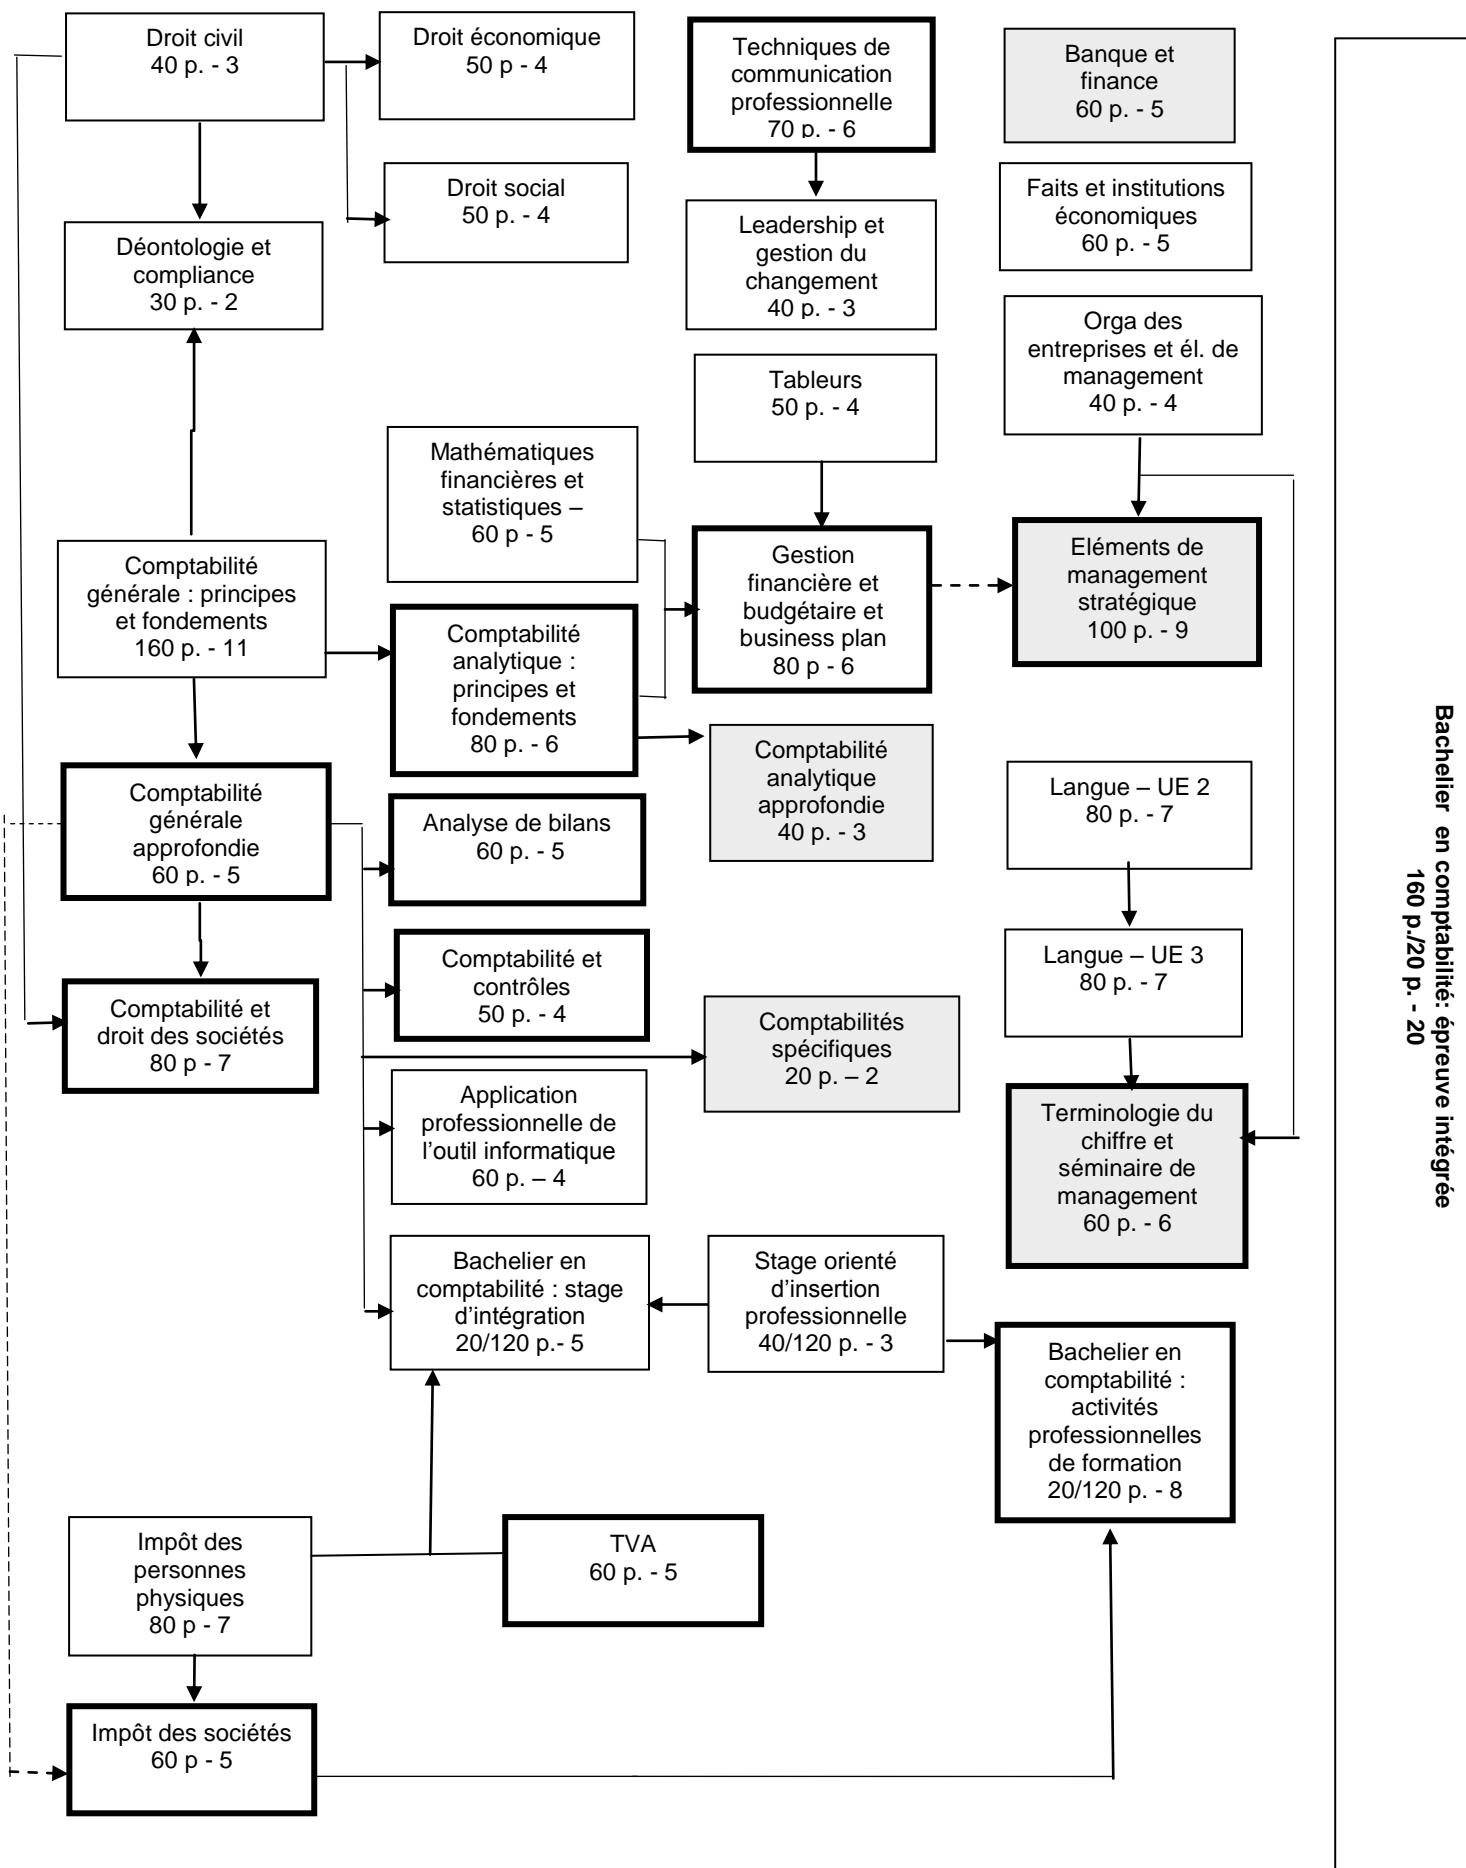 Droit civil
40 p. - 3
Droit économique
50 p - 4
Techniques de
communication
professionnelle
70 p. - 6
Banque et
finance
60 p. - 5
Droit social
50 p. - 4
Faits et institutions
économiques
60 p. - 5
Déontologie et
compliance
30 p. - 2
Leadership et
gestion du
changement
40 p. - 3
Orga des
entreprises et él. de
management
40 p. - 4
Tableurs
50 p. - 4
Mathématiques
financières et
statistiques –
60 p - 5
Comptabilité
générale : principes
et fondements
160 p. - 11
Gestion
financière et
budgétaire et
business plan
80 p - 6
Eléments de
management
stratégique
100 p. - 9
Comptabilité
analytique :
principes et
fondements
80 p. - 6
Comptabilité
analytique
approfondie
40 p. - 3
Comptabilité
générale
approfondie
60 p. - 5
Analyse de bilans
60 p. - 5
Langue – UE 2
80 p. - 7
Comptabilité et
contrôles
50 p. - 4
Langue – UE 3
80 p. - 7
Comptabilité et
droit des sociétés
80 p - 7
Comptabilités
spécifiques
20 p. – 2
Application
professionnelle de
l’outil informatique
60 p. – 4
Terminologie du
chiffre et
séminaire de
management
60 p. - 6
Bachelier en
comptabilité : stage
d’intégration
20/120 p.- 5
Stage orienté
d’insertion
professionnelle
40/120 p. - 3
Bachelier en
comptabilité :
activités
professionnelles
de formation
20/120 p. - 8
Impôt des
personnes
physiques
80 p - 7
TVA
60 p. - 5
Impôt des sociétés
60 p - 5
Bachelier en comptabilité: épreuve intégrée
160 p./20 p. - 20